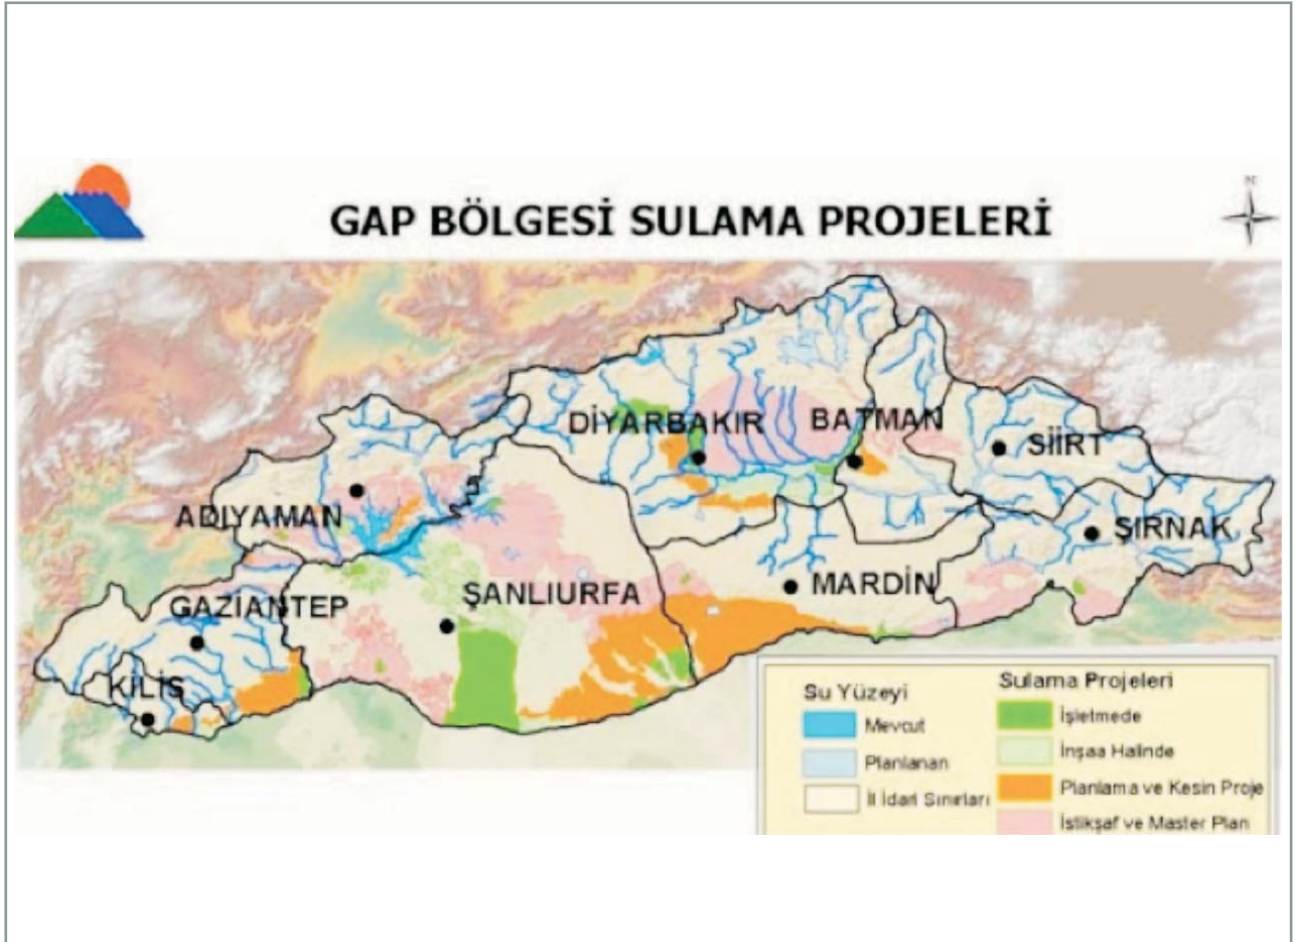 N
GAP BÖLGESİ SULAMA PROJELERİ
DİYARBAKIR
BATMAN
SİİRT
ADIYAMAN
ŞIRNAK
GAZİANTEP
ŞANLIURFA
MARDİN
KİLİS
Su Yüzeyi
Mevcut
Planlanan
İl İdari Sınırları
Sulama Projeleri
İşletmede
İnşaa Halinde
Planlama ve Kesin Proje
İstikşaf ve Master Plan